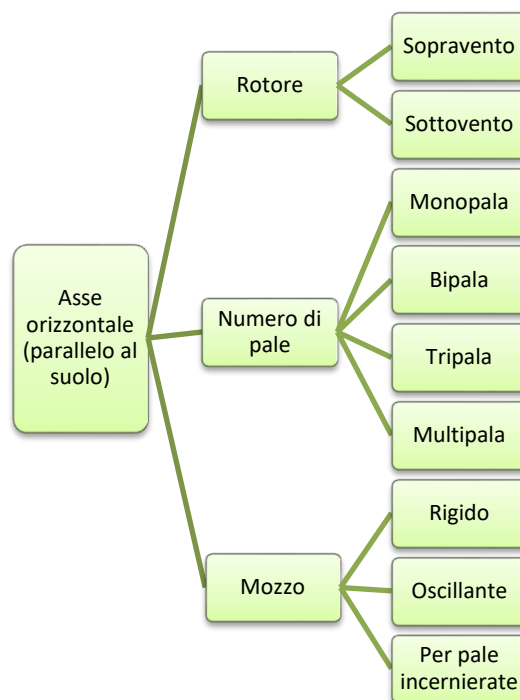 Asse
orizzontale
(parallelo al
suolo)
Rotore
Sopravento
Sottovento
Numero di
pale
Monopala
Bipala
Tripala
Multipala
Mozzo
Rigido
Oscillante
Per pale
incernierate